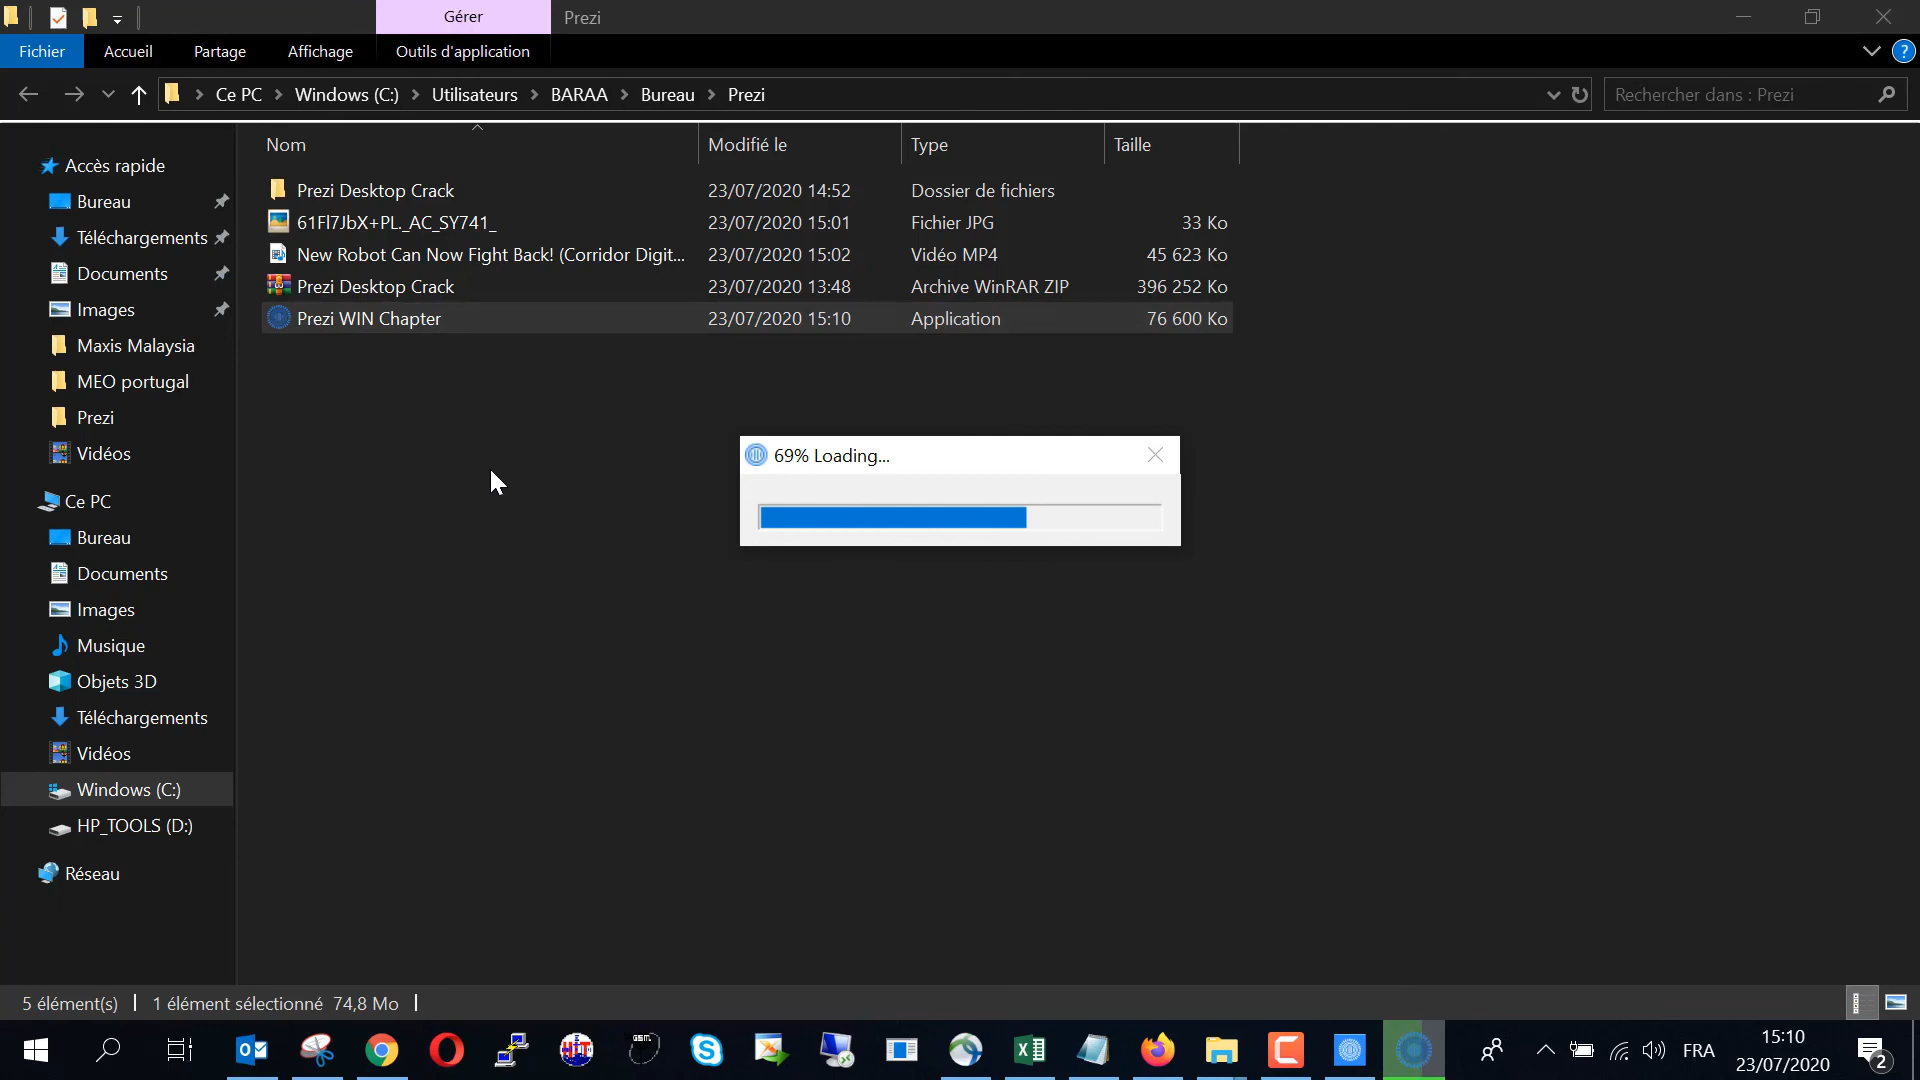 Gérer
Prezi
Fichier
Accueil
Partage
Affichage
Outils d'application
?
Ce PC
Windows (C:)
Utilisateurs
BARAA
Bureau
Prezi
Rechercher dans : Prezi
Nom
Modifié le
Type
Taille
Prezi Desktop Crack
23/07/2020 14:52
Dossier de fichiers
61Fl7JbX+PL._AC_SY741_
23/07/2020 15:01
Fichier JPG
33 Ko
New Robot Can Now Fight Back! (Corridor Digit...
23/07/2020 15:02
Vidéo MP4
45 623 Ko
Prezi Desktop Crack
23/07/2020 13:48
Archive WinRAR ZIP
396 252 Ko
Prezi WIN Chapter
23/07/2020 15:10
Application
76 600 Ko
Accès rapide
Bureau
Téléchargements
Documents
Images
Maxis Malaysia
MEO portugal
Prezi
Vidéos
Ce PC
Bureau
Documents
Images
Musique
Objets 3D
Téléchargements
Vidéos
Windows (C:)
HP_TOOLS (D:)
Réseau
69% Loading...
5 élément(s)
1 élément sélectionné 74,8 Mo
GSM
FRA
15:10
23/07/2020
2